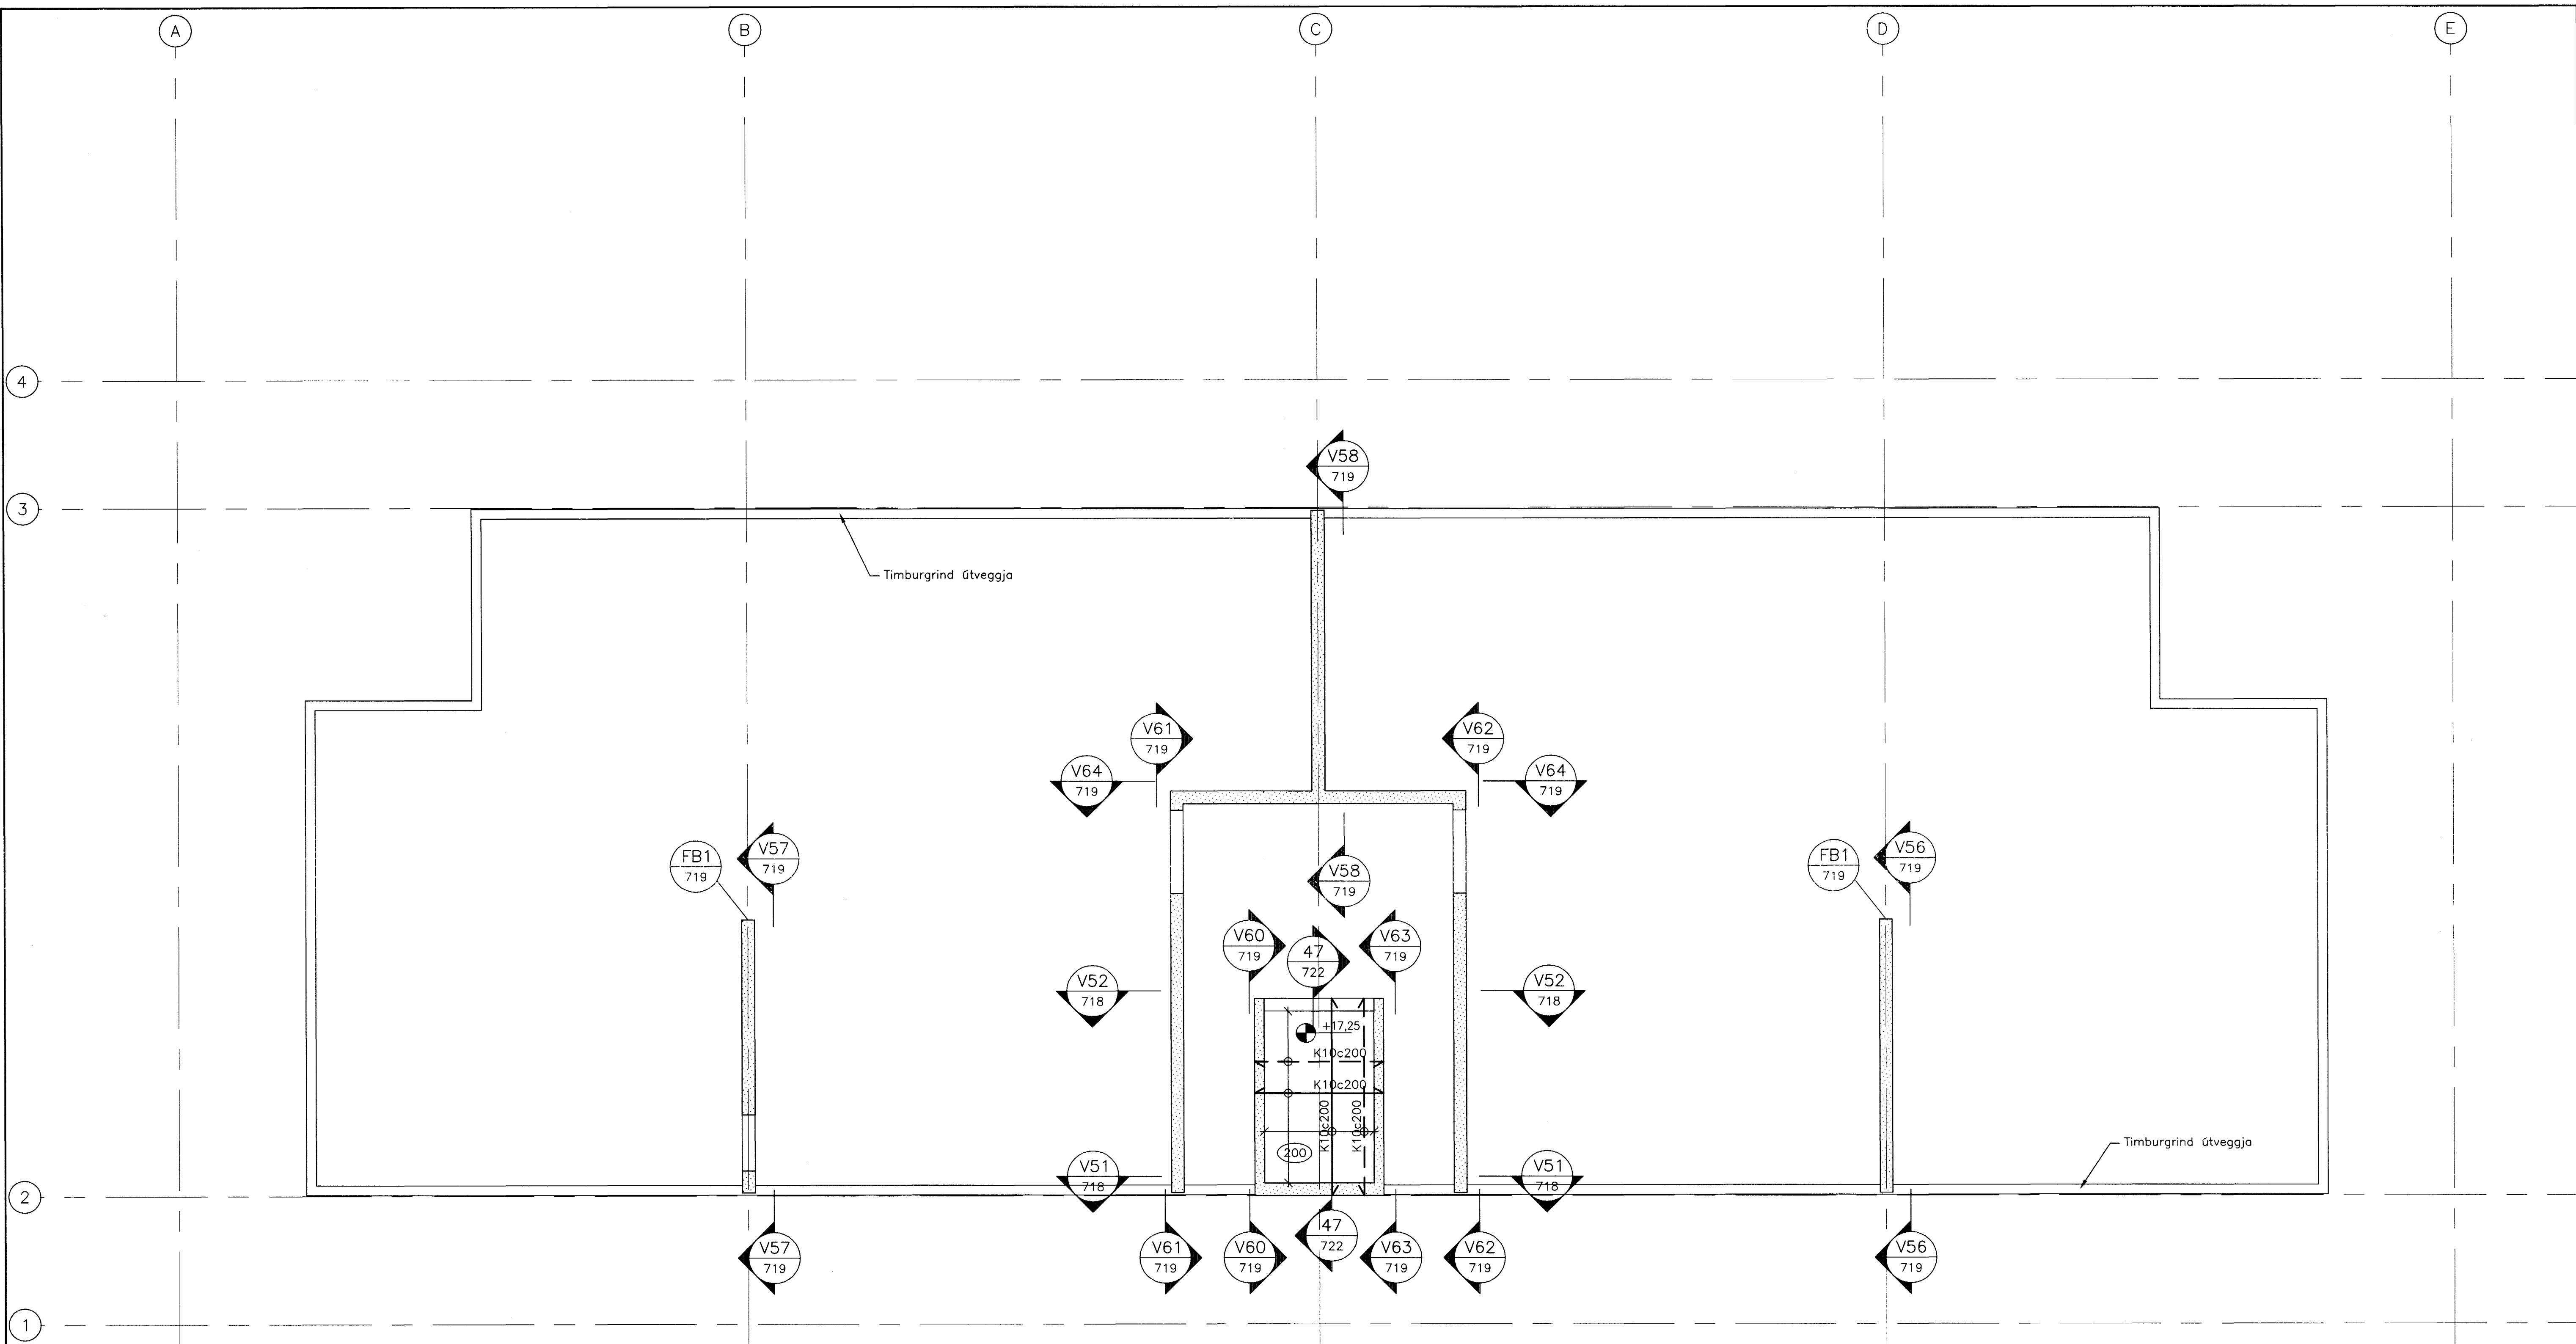 A
B
C
D
E
4
V58
719
3
Timburgrind útveggja
V61
719
V62
719
V64
719
V64
719
FB1
719
V57
719
V58
719
FB1
719
V56
719
V60
719
47
722
V63
719
V52
718
V52
718
+17,25
K10c200
K10c200
K10c200
K10c200
200
Timburgrind útveggja
V51
718
V51
718
2
V57
719
V61
719
V60
719
47
722
V63
719
V62
719
V56
719
1